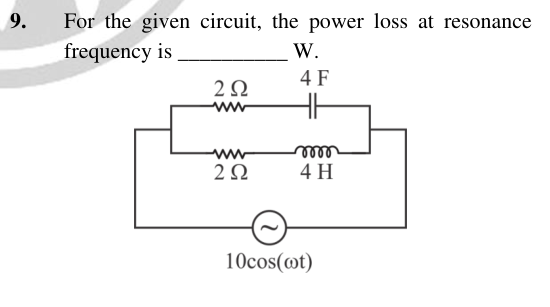 9. For the given circuit, the power loss at resonance
frequency is __________ W.
2 Ω 4 F
2 Ω 4 H
~
10cos(ωt)